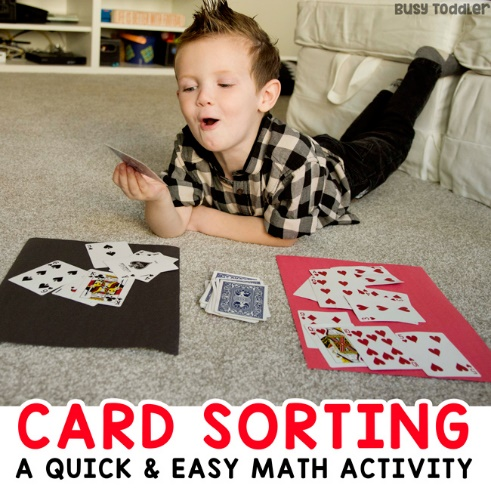 BUSY TODDLER
CARD SORTING
A QUICK & EASY MATH ACTIVITY